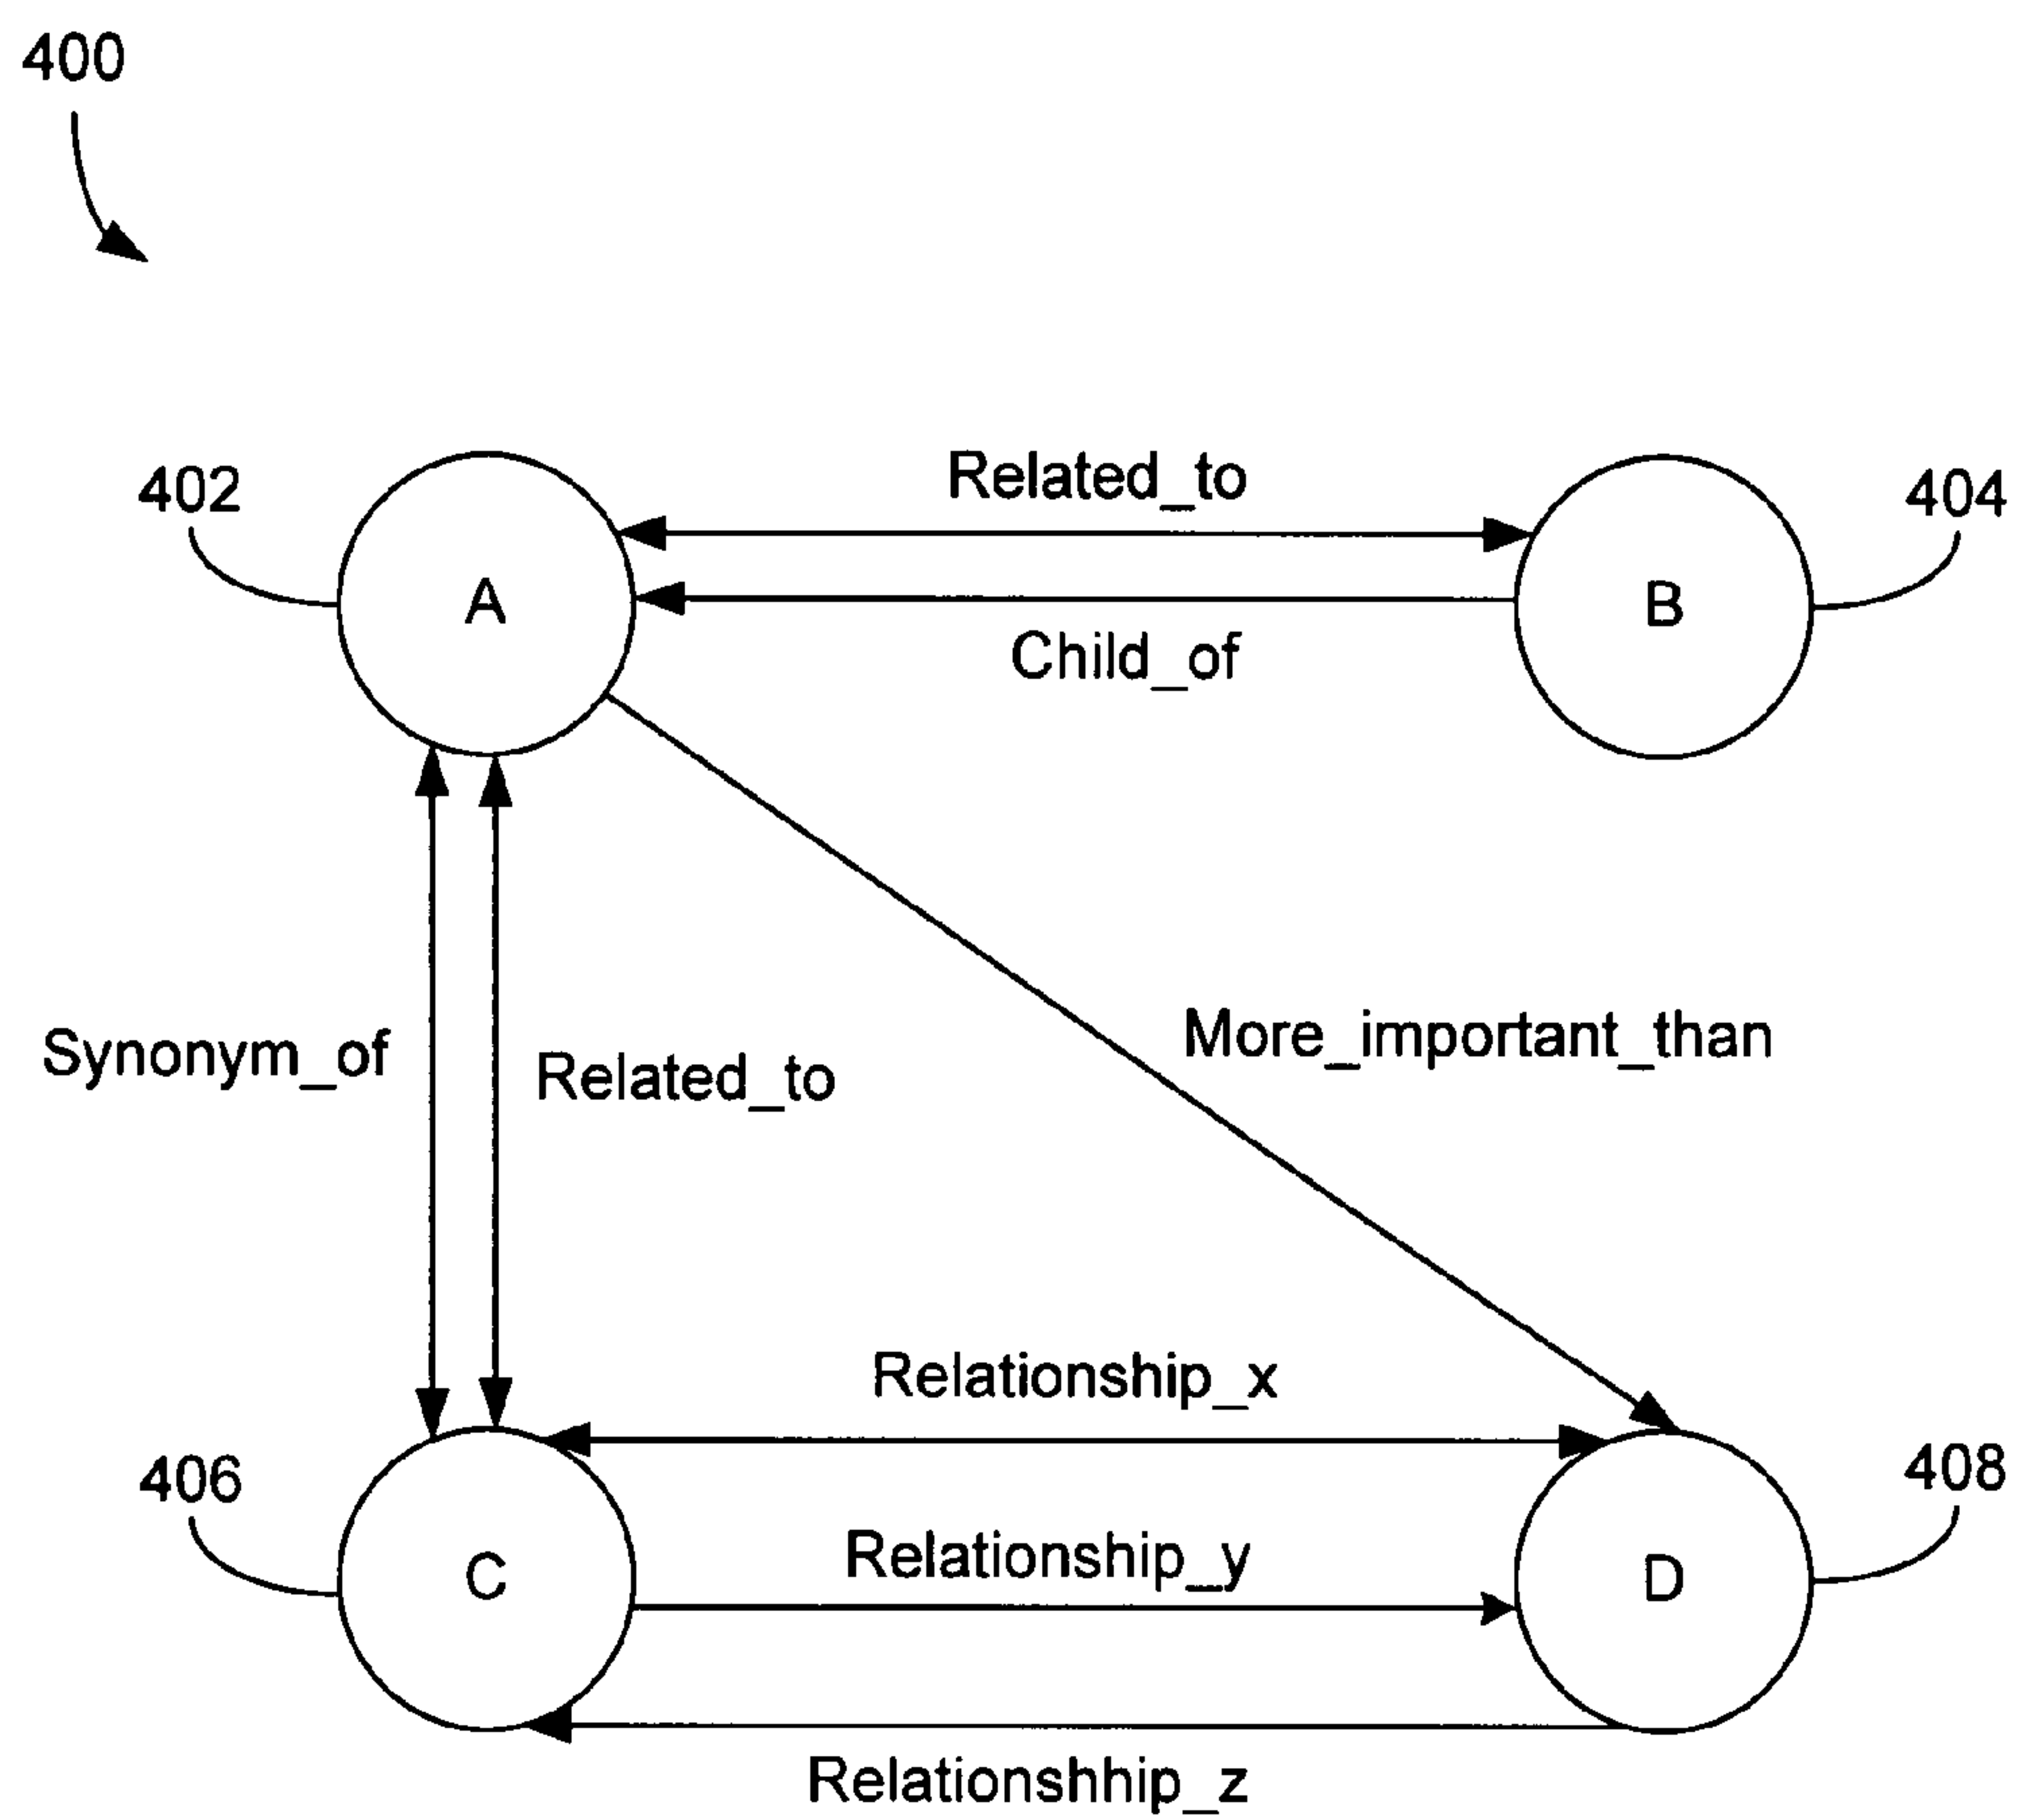 400
402
Related_to
404
A
B
Child_of
Synonym_of
Related_to
More_important_than
Relationship_x
406
408
C
Relationship_y
D
Relationshhip_z